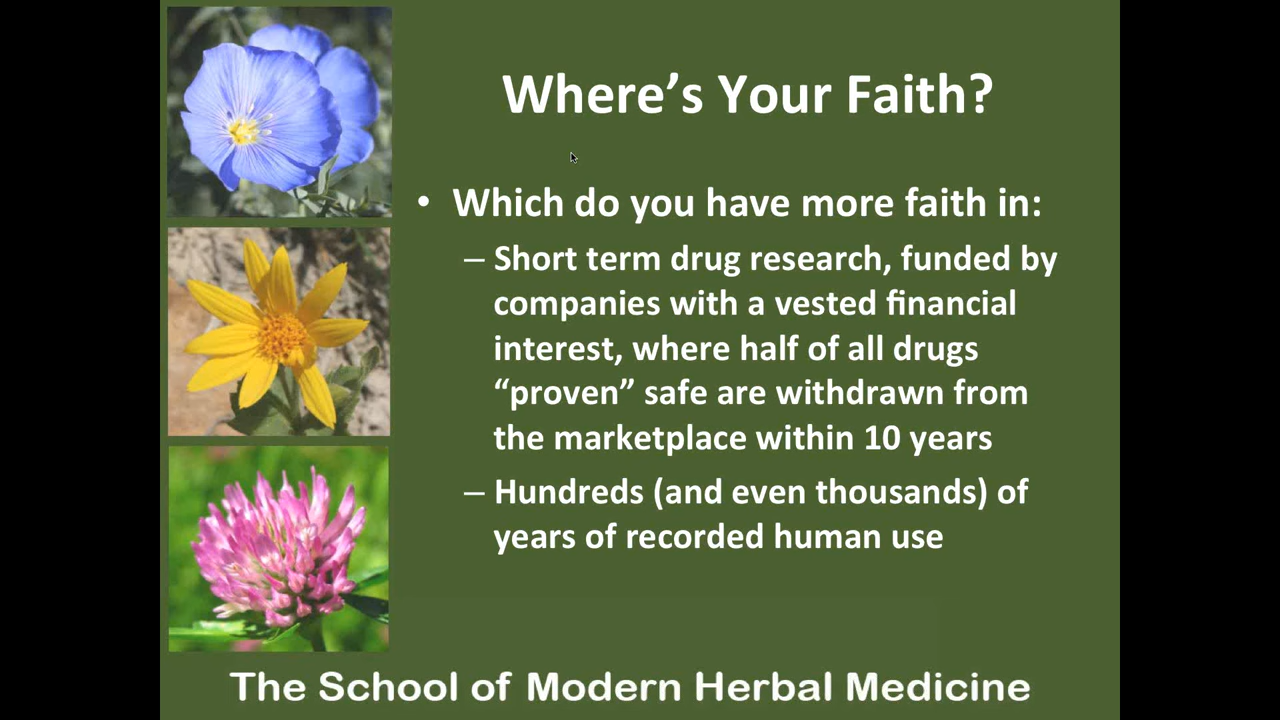 Where’s Your Faith?
• Which do you have more faith in:
– Short term drug research, funded by
companies with a vested financial
interest, where half of all drugs
“proven” safe are withdrawn from
the marketplace within 10 years
– Hundreds (and even thousands) of
years of recorded human use
The School of Modern Herbal Medicine